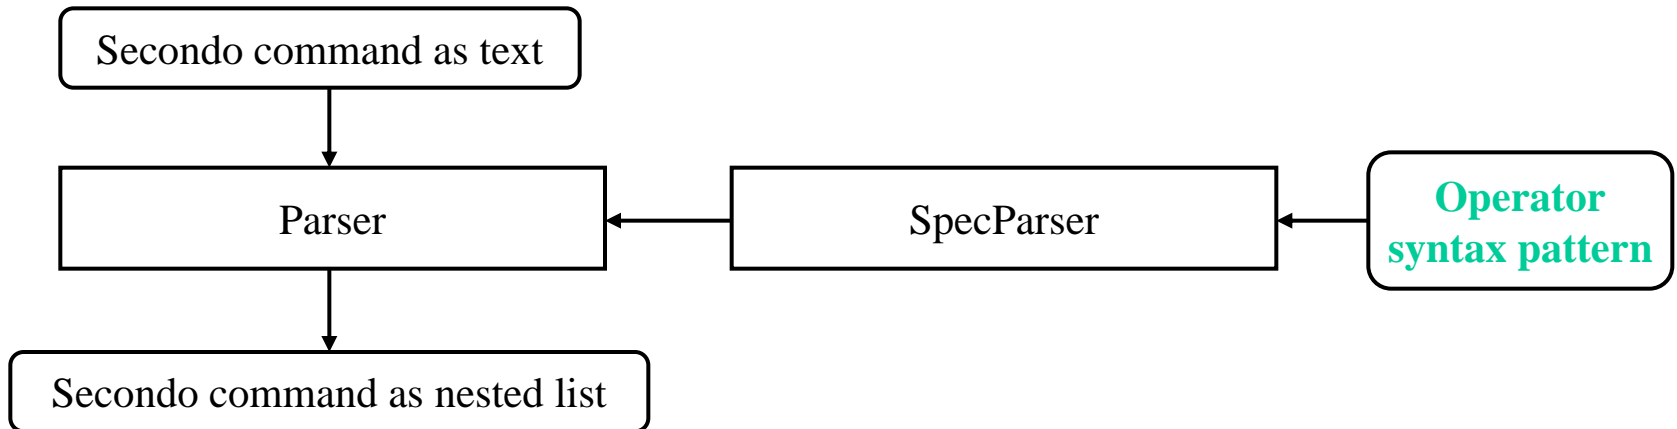 Secondo command as text
Parser
SpecParser
Operator
syntax pattern
Secondo command as nested list